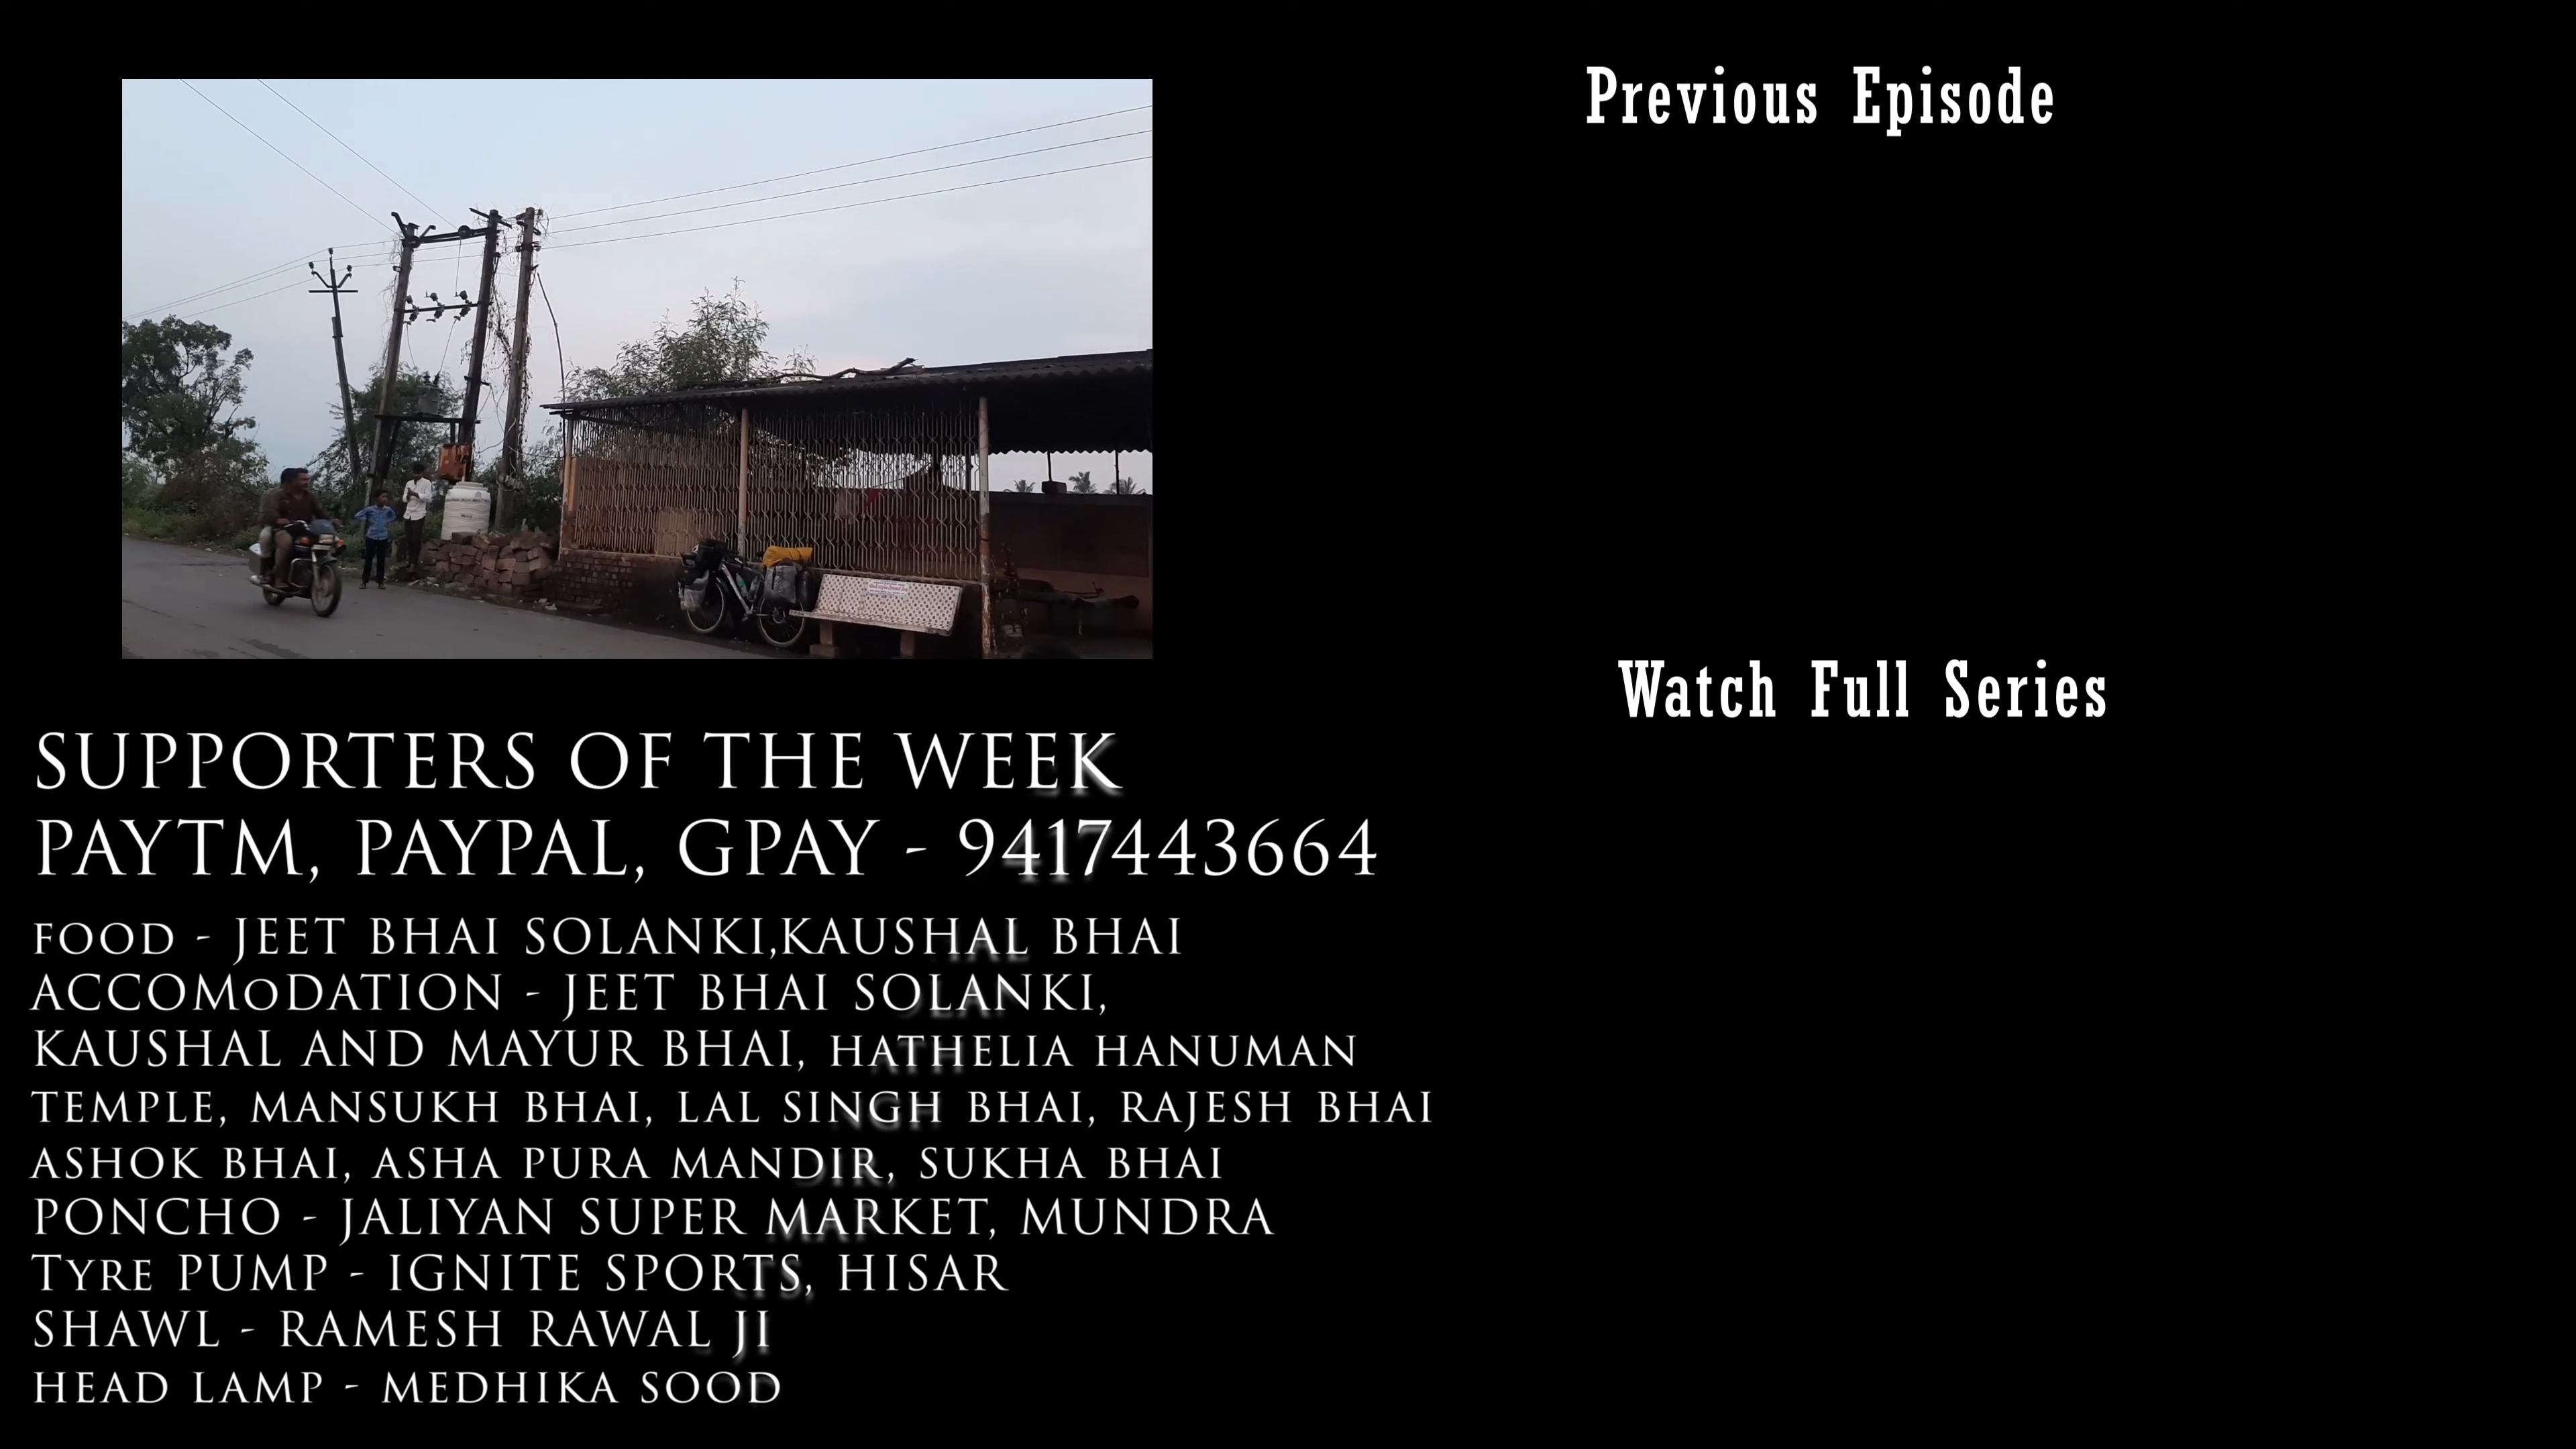 Previous Episode
Watch Full Series
SUPPORTERS OF THE WEEK
PAYTM, PAYPAL, GPAY - 9417443664
FOOD - JEET BHAI SOLANKI,KAUSHAL BHAI
ACCOMoDATION - JEET BHAI SOLANKI,
KAUSHAL AND MAYUR BHAI, HATHELIA HANUMAN
TEMPLE, MANSUKH BHAI, LAL SINGH BHAI, RAJESH BHAI
ASHOK BHAI, ASHA PURA MANDIR, SUKHA BHAI
PONCHO - JALIYAN SUPER MARKET, MUNDRA
TYRE PUMP - IGNITE SPORTS, HISAR
SHAWL - RAMESH RAWAL JI
HEAD LAMP - MEDHIKA SOOD